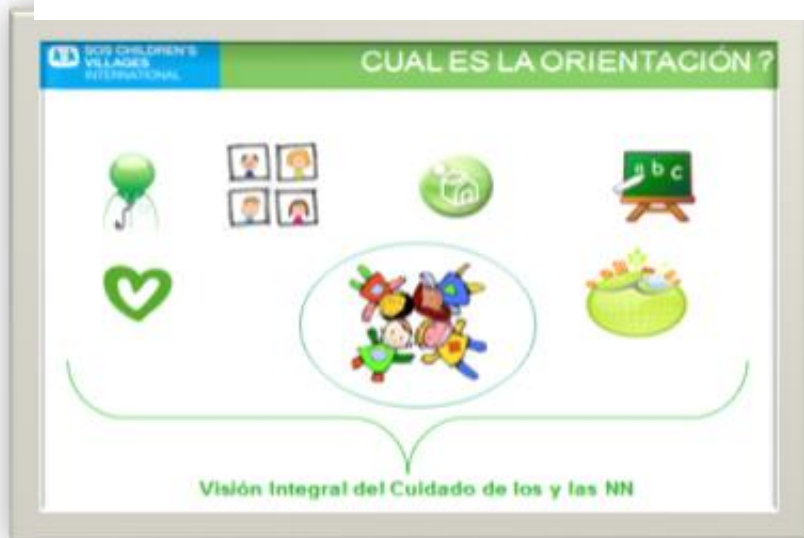 SOS CHILDREN'S
VILLAGES
INTERNATIONAL
CUAL ES LA ORIENTACIÓN ?
a b c
Visión Integral del Cuidado de los y las NN